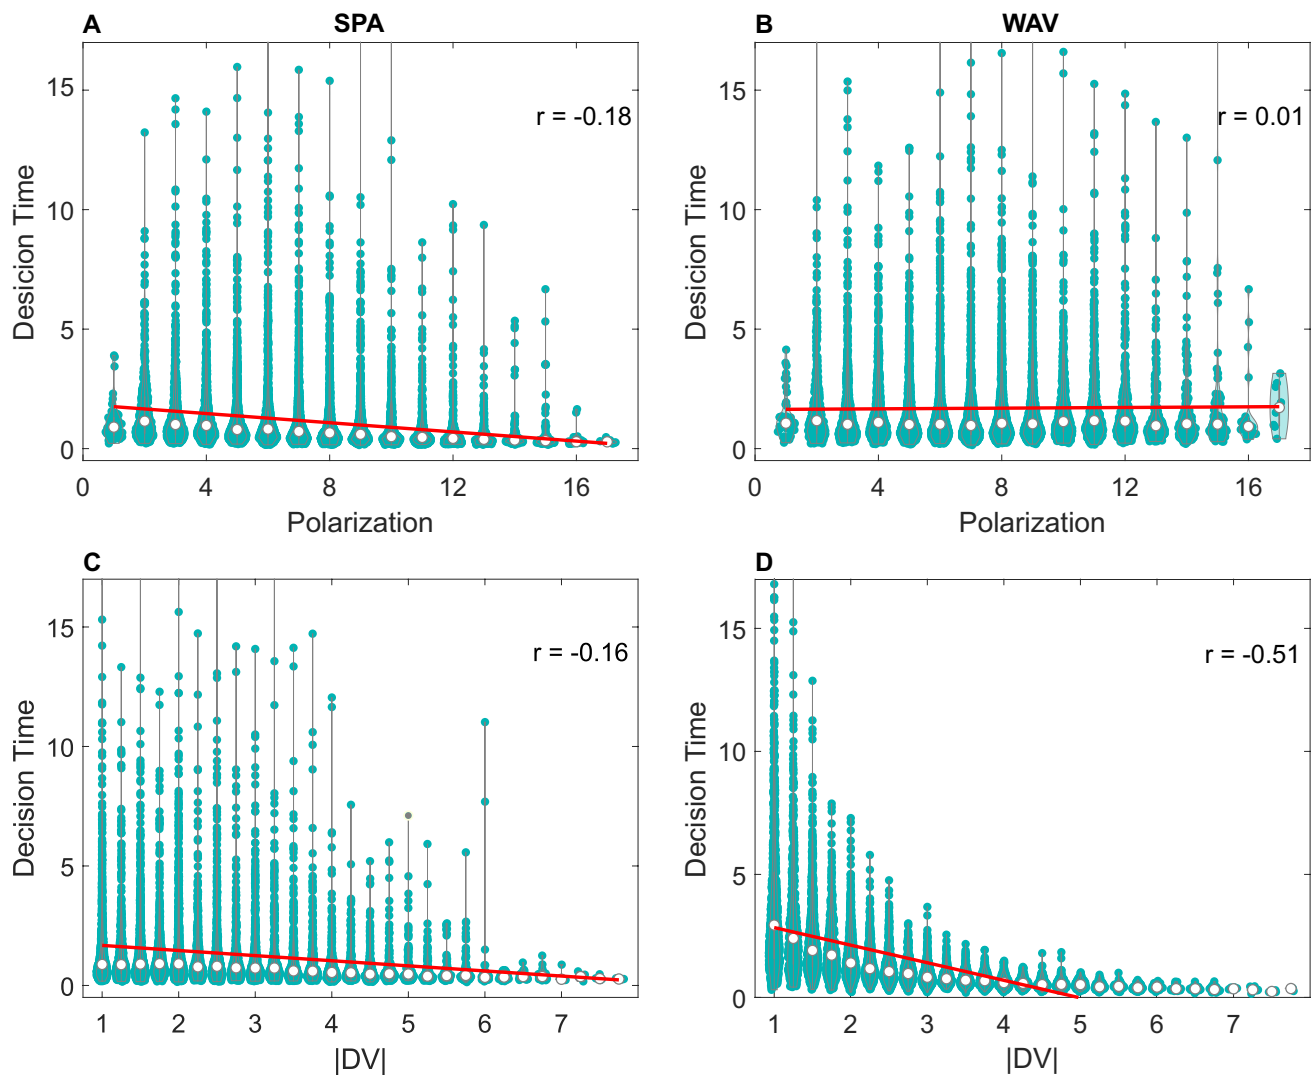 A SPA
r = -0.18
Desicion Time
15
10
5
0
0 4 8 12 16
Polarization
B WAV
r = 0.01
Desicion Time
15
10
5
0
0 4 8 12 16
Polarization
C
r = -0.16
Decision Time
15
10
5
0
1 2 3 4 5 6 7
|DV|
D
r = -0.51
Decision Time
15
10
5
0
1 2 3 4 5 6 7
|DV|